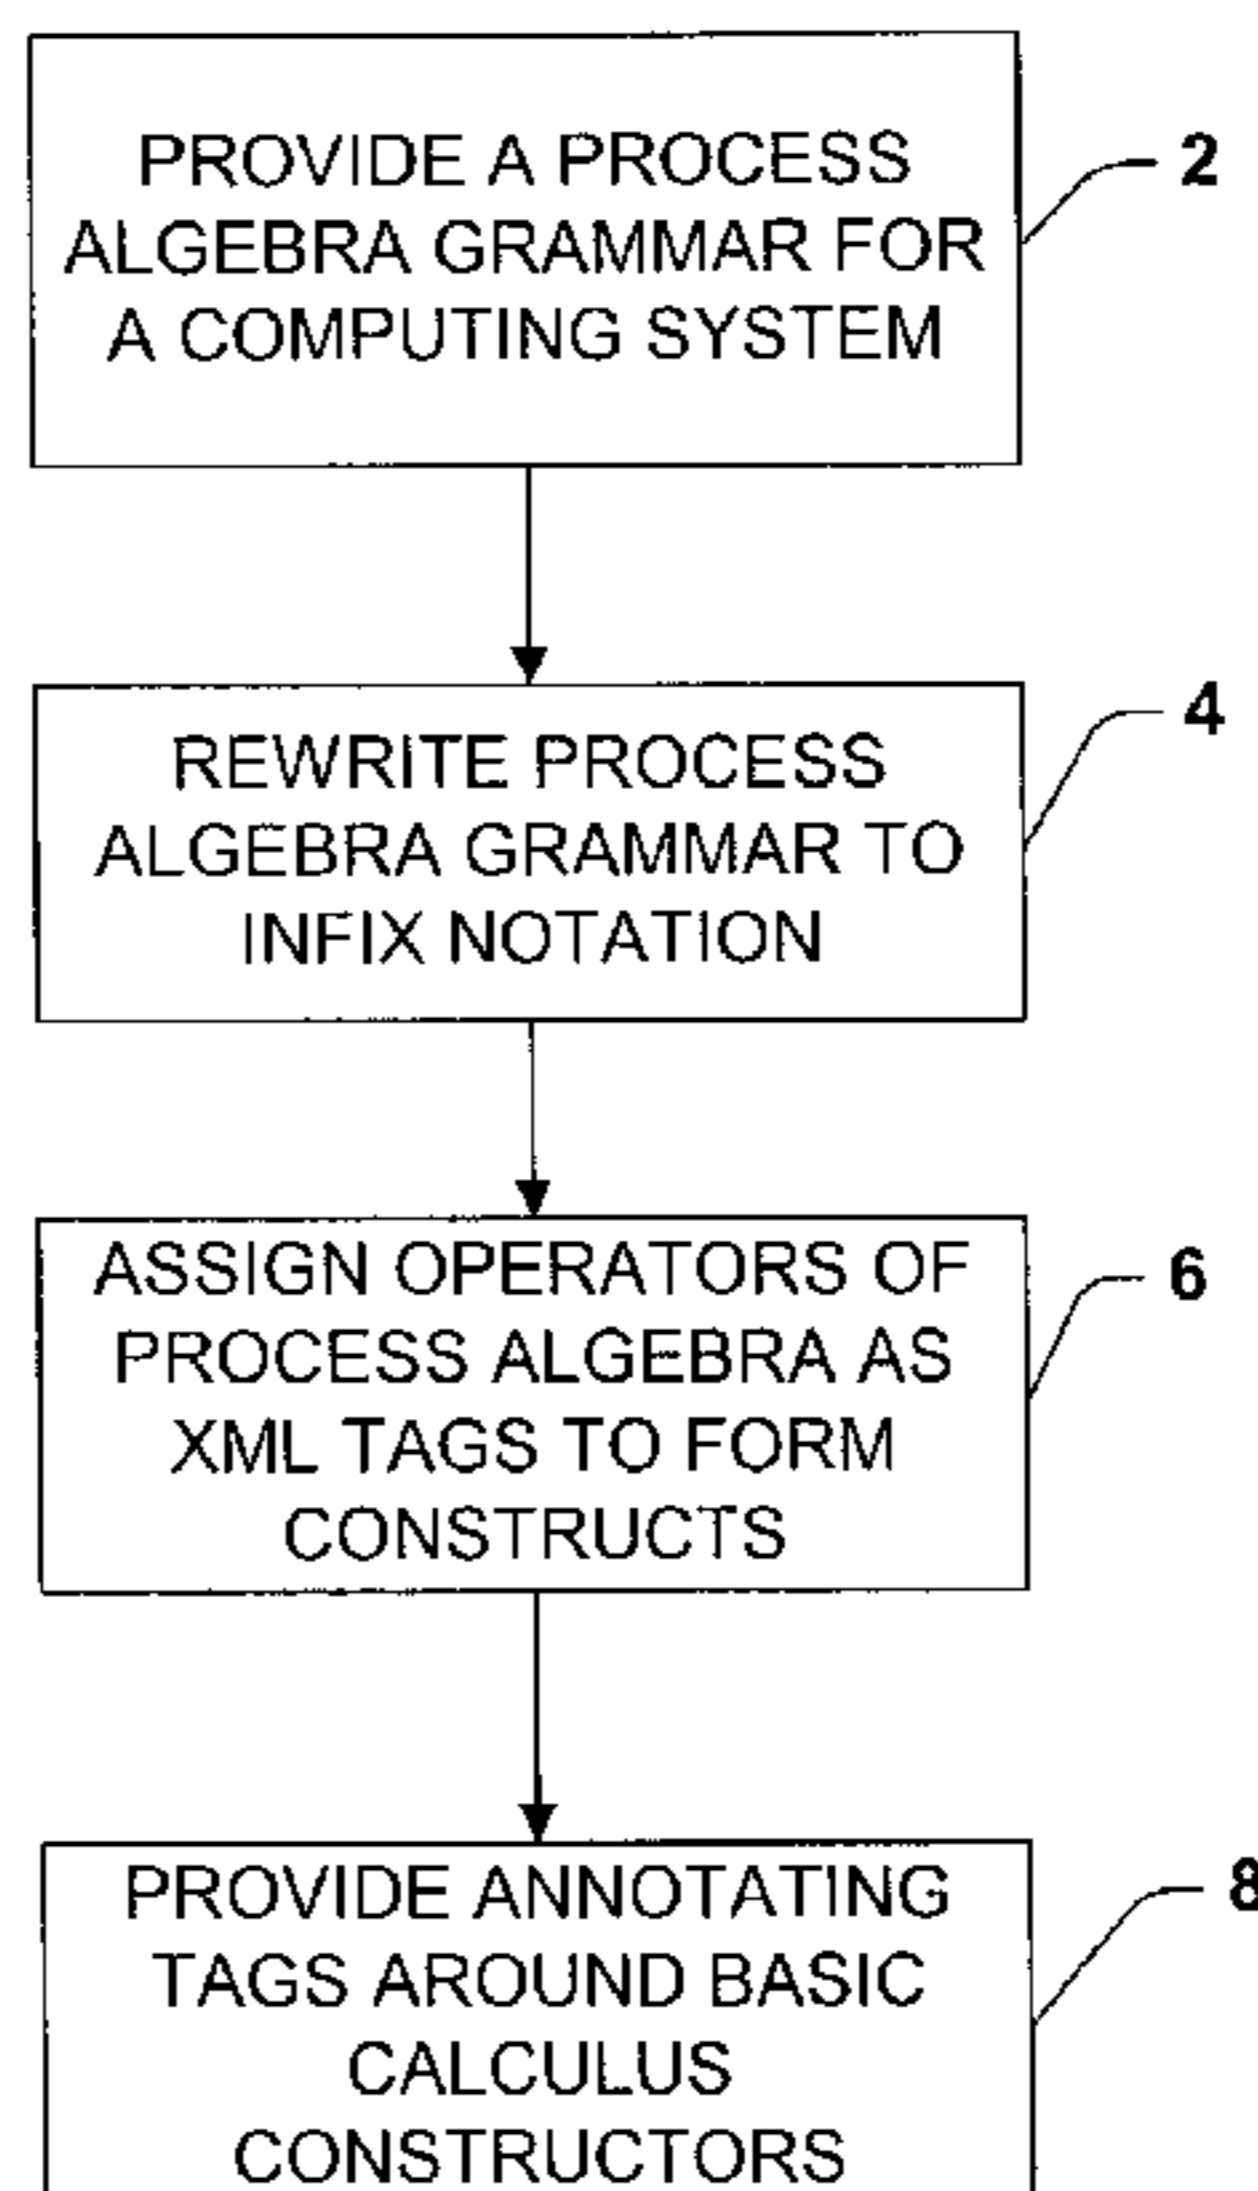 PROVIDE A PROCESS
ALGEBRA GRAMMAR FOR
A COMPUTING SYSTEM
2
REWRITE PROCESS
ALGEBRA GRAMMAR TO
INFIX NOTATION
4
ASSIGN OPERATORS OF
PROCESS ALGEBRA AS
XML TAGS TO FORM
CONSTRUCTS
6
PROVIDE ANNOTATING
TAGS AROUND BASIC
CALCULUS
CONSTRUCTORS
8